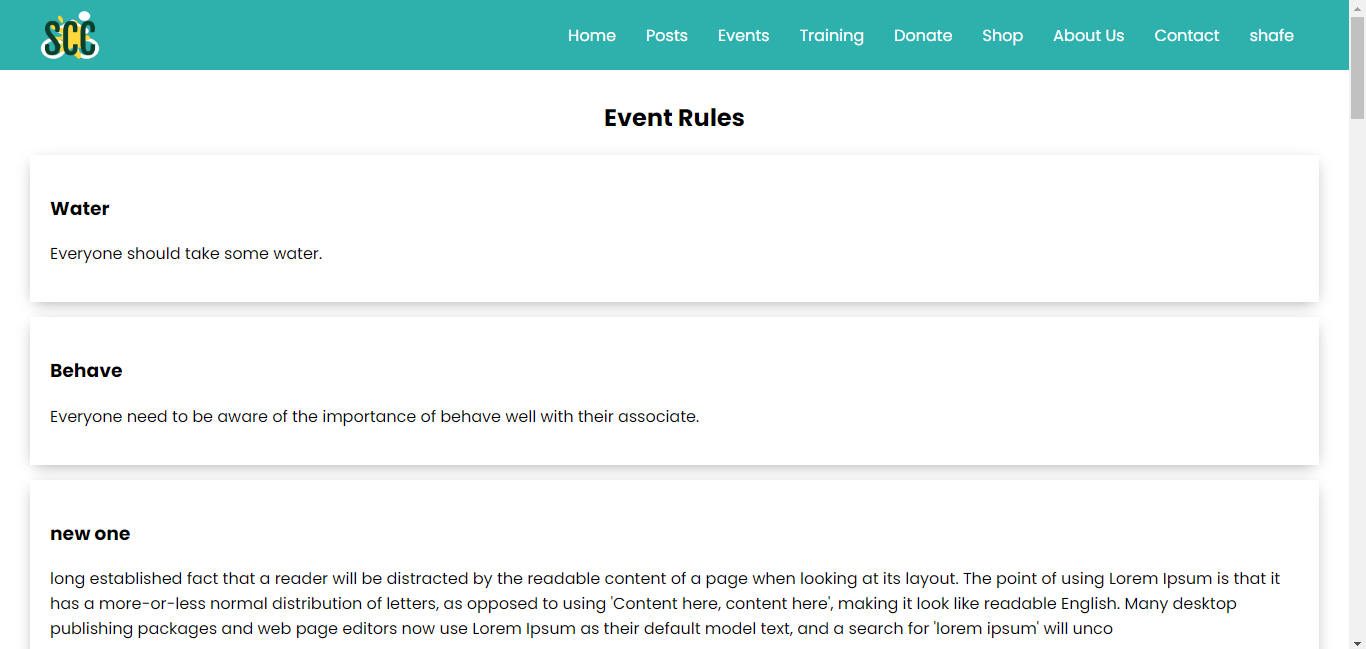 SCC
Home Posts Events Training Donate Shop About Us Contact shafe
Event Rules
Water
Everyone should take some water.
Behave
Everyone need to be aware of the importance of behave well with their associate.
new one
long established fact that a reader will be distracted by the readable content of a page when looking at its layout. The point of using Lorem Ipsum is that it
has a more-or-less normal distribution of letters, as opposed to using 'Content here, content here', making it look like readable English. Many desktop
publishing packages and web page editors now use Lorem Ipsum as their default model text, and a search for 'lorem ipsum' will unco